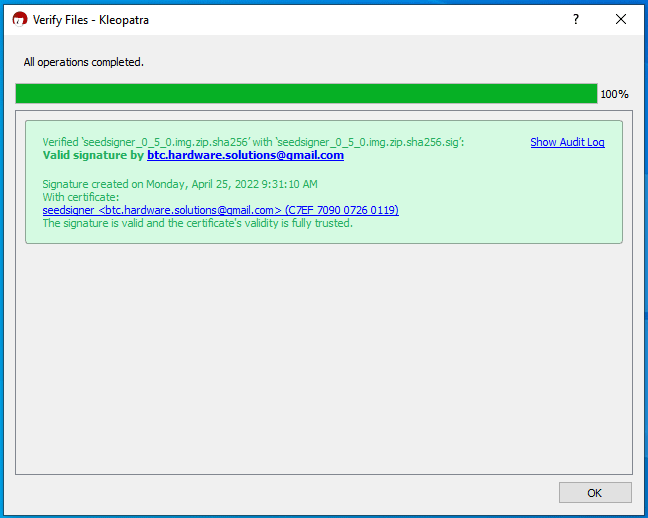 Verify Files - Kleopatra
All operations completed.
100%
Verified ‘seedsigner_0_5_0.img.zip.sha256’ with ‘seedsigner_0_5_0.img.zip.sha256.sig’: Show Audit Log
Valid signature by btc.hardware.solutions@gmail.com
Signature created on Monday, April 25, 2022 9:31:10 AM
With certificate:
seedsigner <btc.hardware.solutions@gmail.com> (C7EF 7090 0726 0119)
The signature is valid and the certificate's validity is fully trusted.
OK